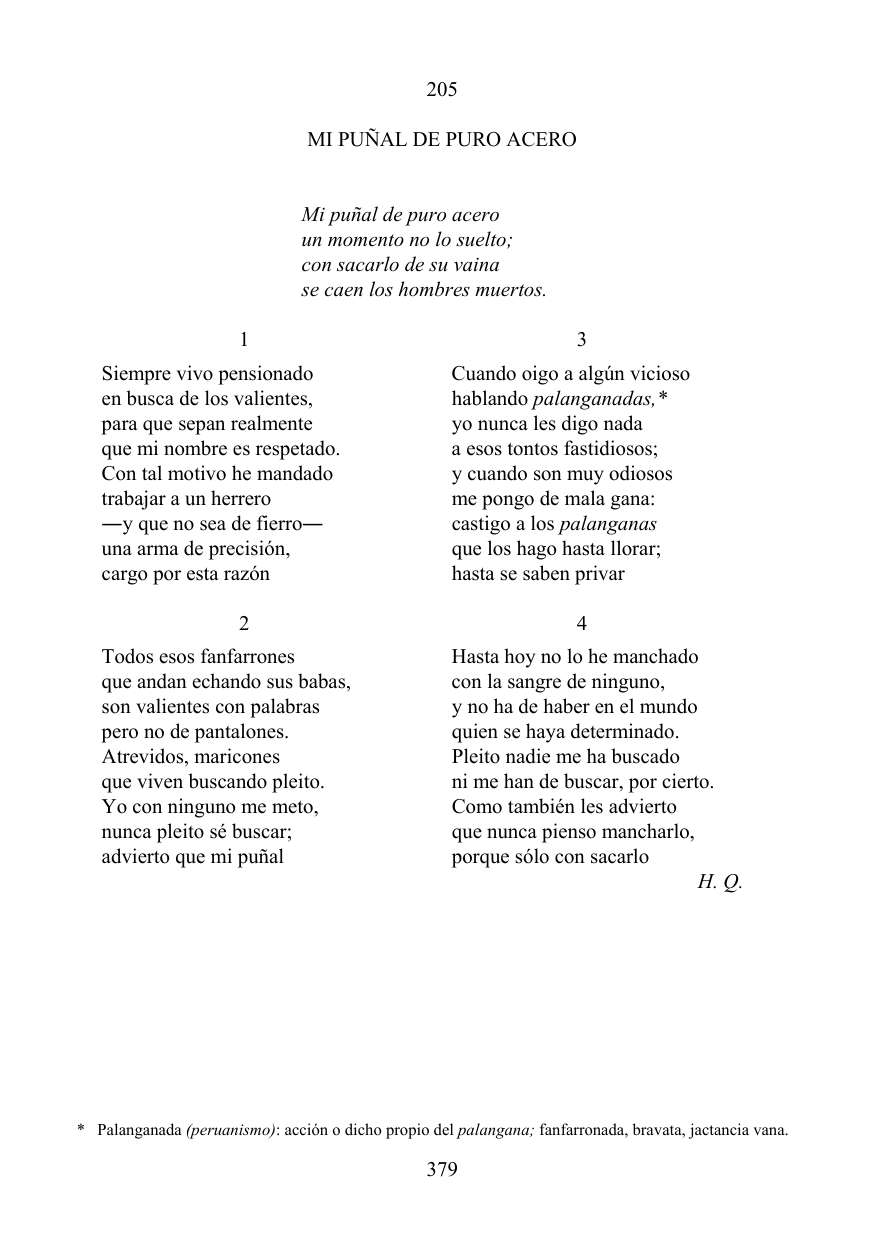 205
MI PUÑAL DE PURO ACERO
Mi puñal de puro acero
un momento no lo suelto;
con sacarlo de su vaina
se caen los hombres muertos.
1
Siempre vivo pensionado
en busca de los valientes,
para que sepan realmente
que mi nombre es respetado.
Con tal motivo he mandado
trabajar a un herrero
—y que no sea de fierro—
una arma de precisión,
cargo por esta razón
2
Todos esos fanfarrones
que andan echando sus babas,
son valientes con palabras
pero no de pantalones.
Atrevidos, maricones
que viven buscando pleito.
Yo con ninguno me meto,
nunca pleito sé buscar;
advierto que mi puñal
3
Cuando oigo a algún vicioso
hablando palanganadas,*
yo nunca les digo nada
a esos tontos fastidiosos;
y cuando son muy odiosos
me pongo de mala gana:
castigo a los palanganas
que los hago hasta llorar;
hasta se saben privar
4
Hasta hoy no lo he manchado
con la sangre de ninguno,
y no ha de haber en el mundo
quien se haya determinado.
Pleito nadie me ha buscado
ni me han de buscar, por cierto.
Como también les advierto
que nunca pienso mancharlo,
porque sólo con sacarlo
H. Q.
* Palanganada (peruanismo): acción o dicho propio del palangana; fanfarronada, bravata, jactancia vana.
379